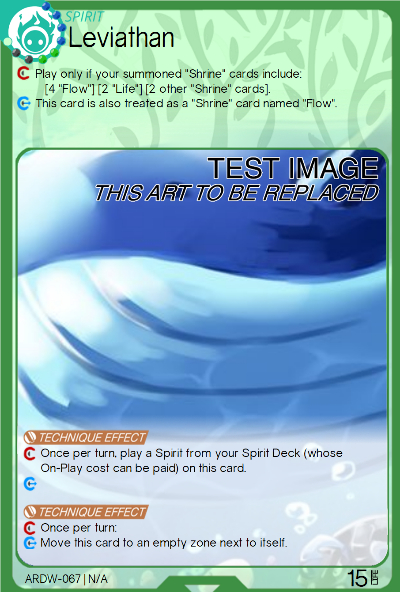 SPIRIT
Leviathan
Play only if your summoned "Shrine" cards include:
[4 "Flow"] [2 "Life"] [2 other "Shrine" cards].
This card is also treated as a "Shrine" card named "Flow".
TEST IMAGE
THIS ART TO BE REPLACED
TECHNIQUE EFFECT
Once per turn, play a Spirit from your Spirit Deck (whose
On-Play cost can be paid) on this card.
TECHNIQUE EFFECT
Once per turn:
Move this card to an empty zone next to itself.
ARDW-067 | N/A
15 LIFE